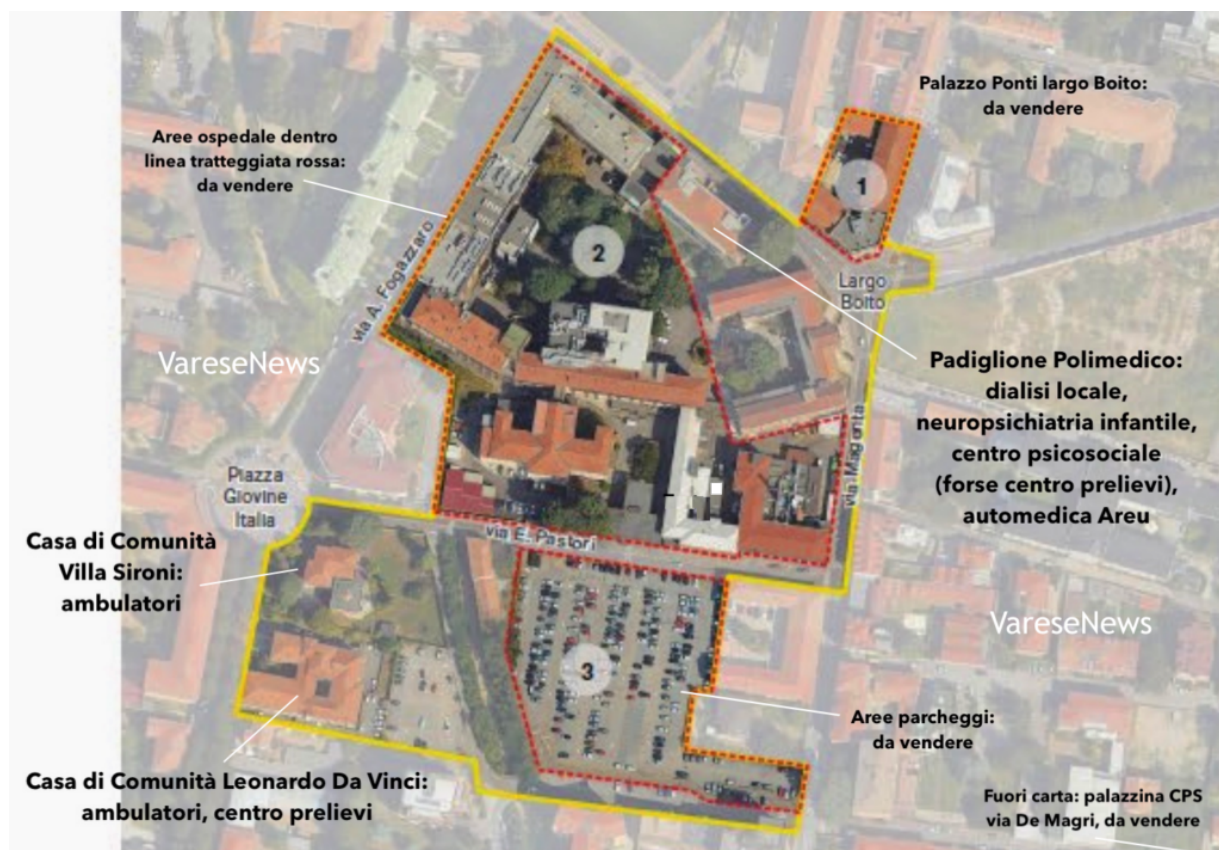 Palazzo Ponti largo Boito:
da vendere
Aree ospedale dentro
linea tratteggiata rossa:
da vendere
1
2
via A. Fogazzaro
Largo
Boito
VareseNews
Padiglione Polimedico:
dialisi locale,
neuropsichiatria infantile,
centro psicosociale
(forse centro prelievi),
automedica Areu
via Magenta
Piazza
Giovine
Italia
via E. Pastori
Casa di Comunità
Villa Sironi:
ambulatori
VareseNews
3
Aree parcheggi:
da vendere
Casa di Comunità Leonardo Da Vinci:
ambulatori, centro prelievi
Fuori carta: palazzina CPS
via De Magri, da vendere